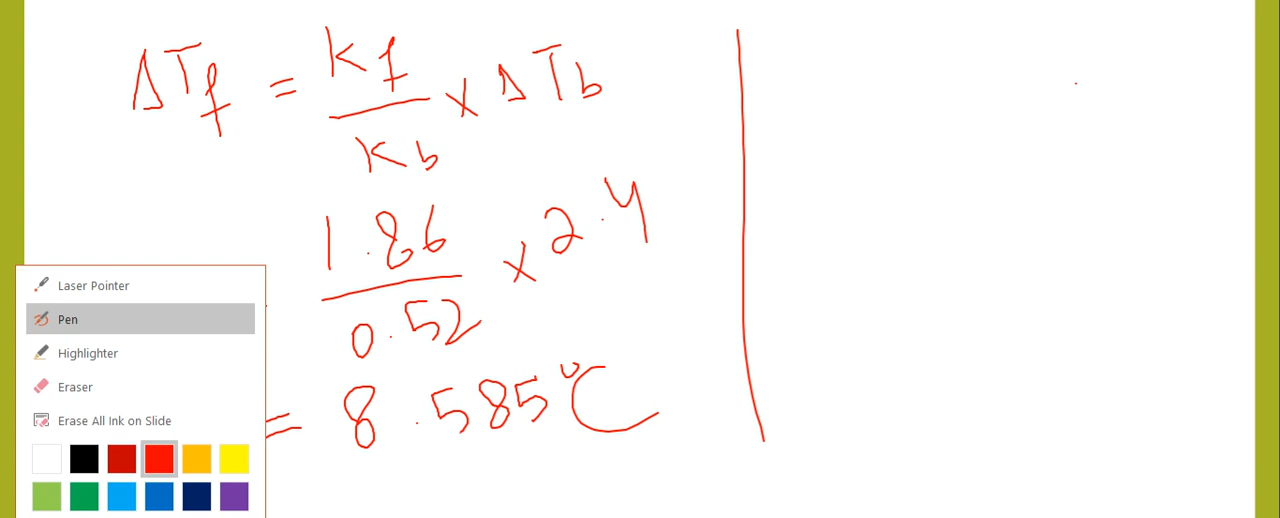 ΔTf = Kf / Kb × ΔTb
1.86 / 0.52 × 2.4
= 8.585°C
Laser Pointer
Pen
Highlighter
Eraser
Erase All Ink on Slide